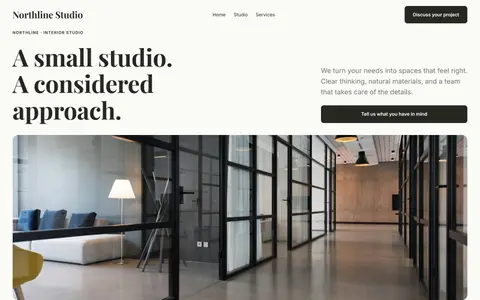 Northline Studio
Home
Studio
Services
Discuss your project
NORTHLINE · INTERIOR STUDIO
A small studio.
A considered
approach.
We turn your needs into spaces that feel right.
Clear thinking, natural materials, and a team
that takes care of the details.
Tell us what you have in mind